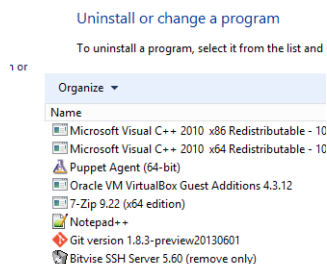 Uninstall or change a program
To uninstall a program, select it from the list and
n or
Organize
Name
Microsoft Visual C++ 2010 x86 Redistributable - 10
Microsoft Visual C++ 2010 x64 Redistributable - 10
Puppet Agent (64-bit)
Oracle VM VirtualBox Guest Additions 4.3.12
7-Zip 9.22 (x64 edition)
Notepad++
Git version 1.8.3-preview20130601
Bitvise SSH Server 5.60 (remove only)